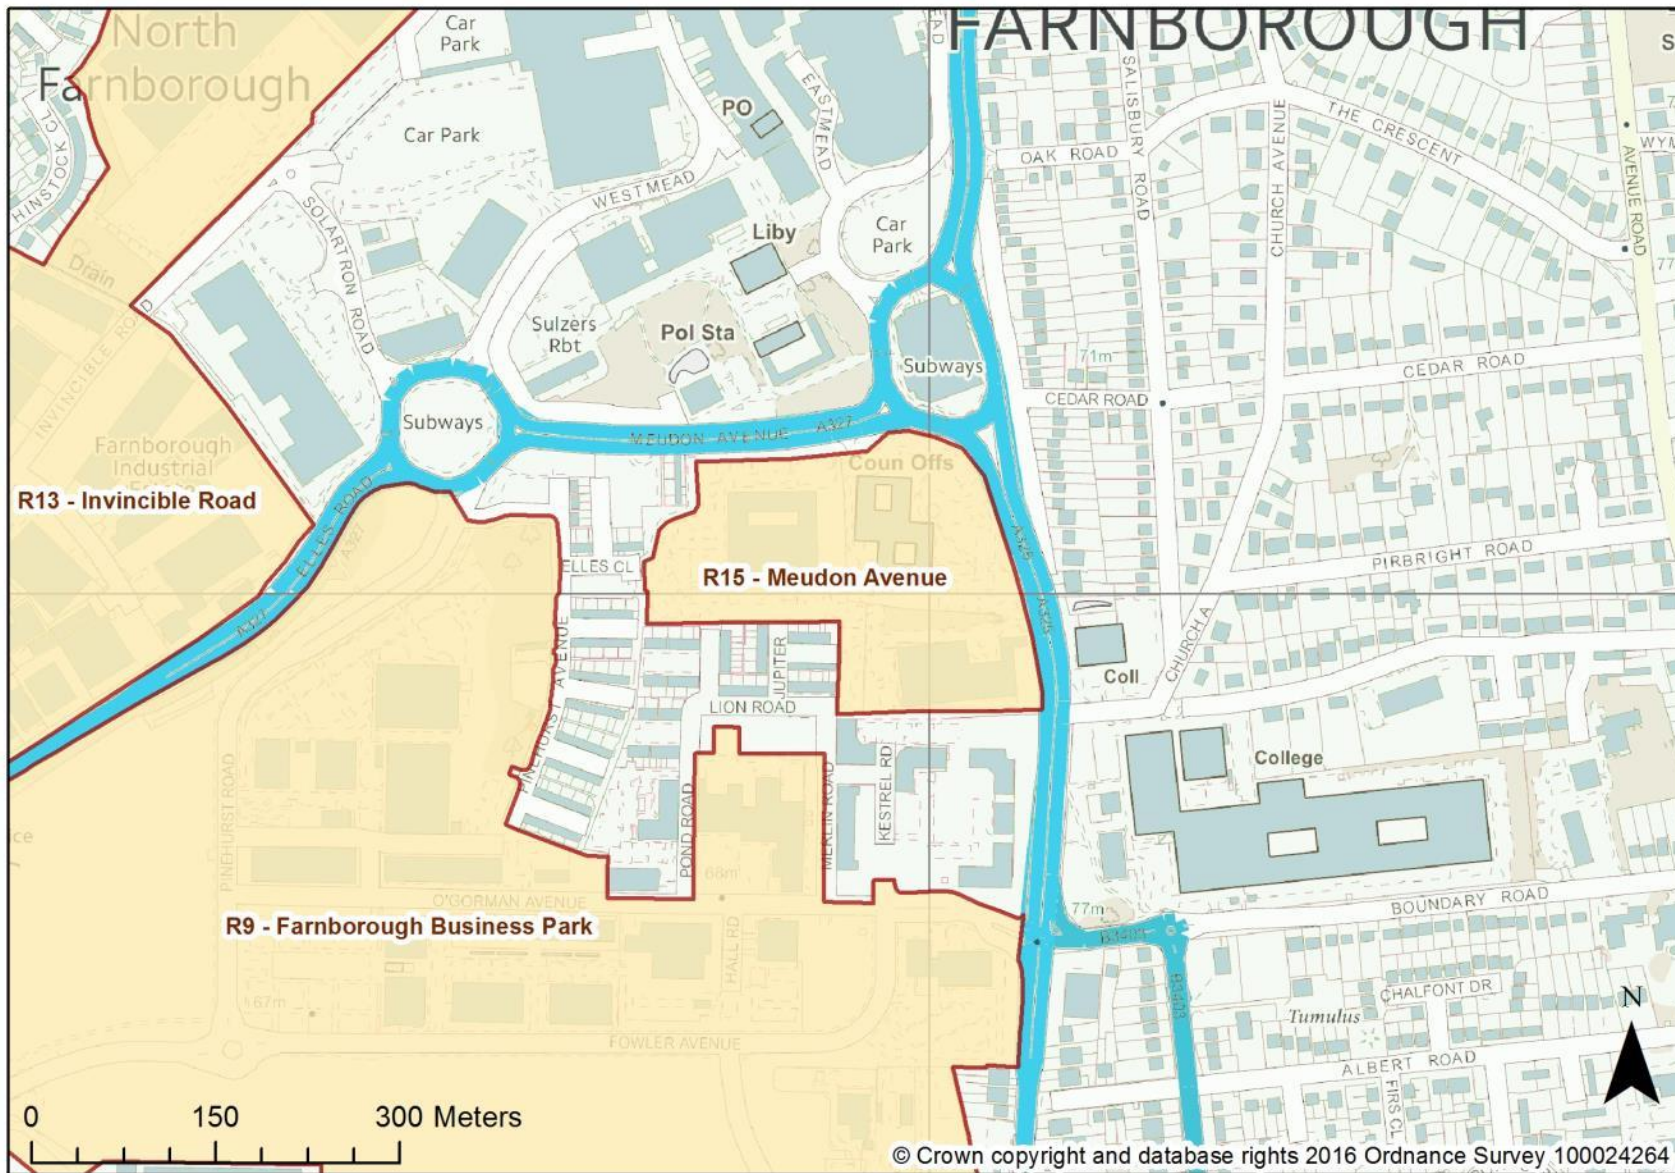 FARNBOROUGH
North
Farnborough
Car
Park
Car Park
PO
EASTMEAD
WESTMEAD
SALISBURY ROAD
OAK ROAD
CHURCH AVENUE
THE CRESCENT
AVENUE ROAD
HINSTOCK CL
Drain
SOLARTRON ROAD
Liby
Car
Park
INVINCIBLE ROAD
Sulzers
Rbt
Pol Sta
Subways
71m
CEDAR ROAD
CEDAR ROAD
Subways
MEUDON AVENUE
A327
Farnborough
Industrial
Coun Offs
R13 - Invincible Road
ELLES ROAD
A327
A325
PIRBRIGHT ROAD
ELLES CL
R15 - Meudon Avenue
A327
A325
AVENUE
CHURCH A
JUPITER
Coll
LION ROAD
College
PINEHURST ROAD
POND ROAD
MERLIN ROAD
KESTREL RD
68m
O'GORMAN AVENUE
R9 - Farnborough Business Park
HALL RD
77m
BOUNDARY ROAD
B3403
B3403
CHALFONT DR
67m
Tumulus
N
FOWLER AVENUE
ALBERT ROAD
FIRS CL
0 150 300 Meters
© Crown copyright and database rights 2016 Ordnance Survey 100024264